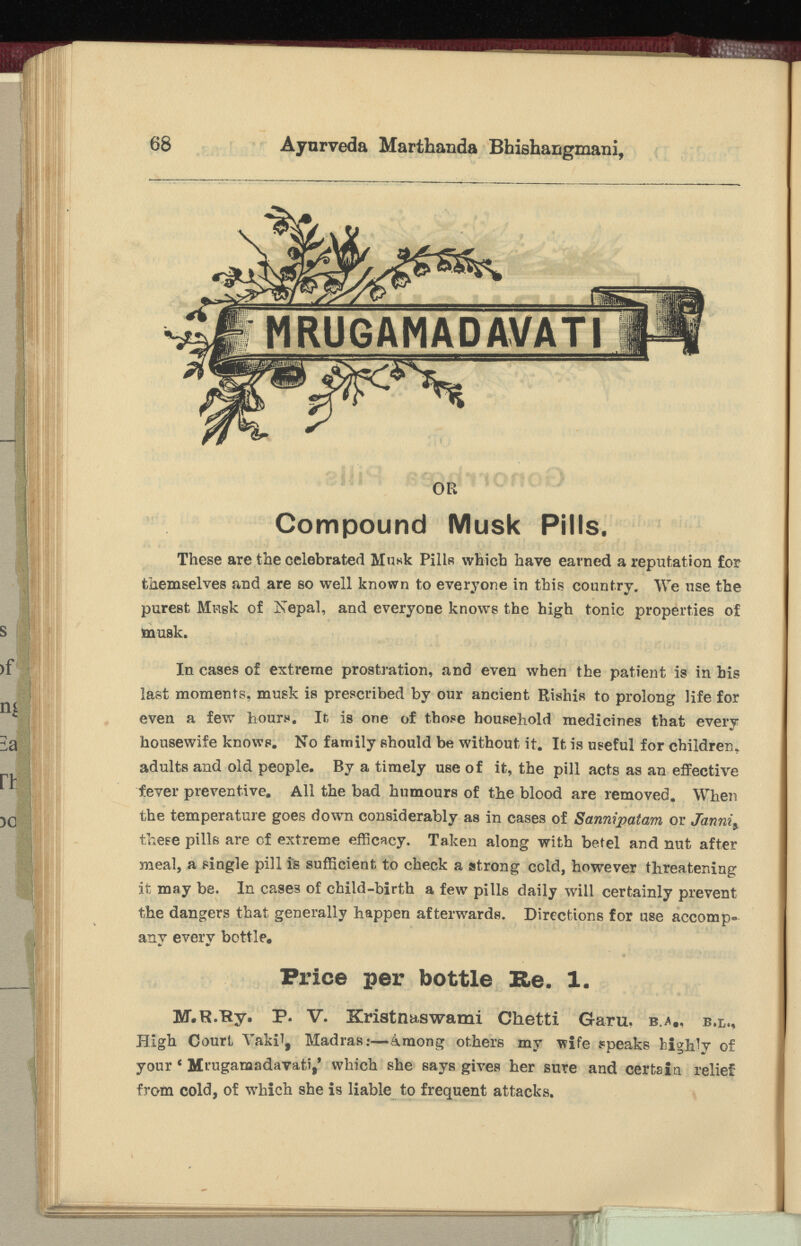 68 Ayurveda Marthanda Bhishangmani,
MRUGAMADAVATI
OR
Compound Musk Pills.
These are the celebrated Musk Pills which have earned a reputation for
themselves and are so well known to everyone in this country. We use the
purest Musk of Nepal, and everyone knows the high tonic properties of
musk.
In cases of extreme prostration, and even when the patient is in his
last moments, musk is prescribed by our ancient Rishis to prolong life for
even a few hours. It is one of those household medicines that every
housewife knows. No family should be without it. It is useful for children,
adults and old people. By a timely use of it, the pill acts as an effective
fever preventive. All the bad humours of the blood are removed. When
the temperature goes down considerably as in cases of Sannipatam or Janni,
these pills are of extreme efficacy. Taken along with betel and nut after
meal, a single pill is sufficient to check a strong cold, however threatening
it may be. In cases of child-birth a few pills daily will certainly prevent
the dangers that generally happen afterwards. Directions for use accomp-
any every bottle.
Price per bottle Re. 1.
M.R.Ry. P. V. Kristnaswami Chetti Garu, B.A., B.L.,
High Court Vakil, Madras:—Among others my wife speaks highly of
your ‘Mrugamadavati,’ which she says gives her sure and certain relief
from cold, of which she is liable to frequent attacks.